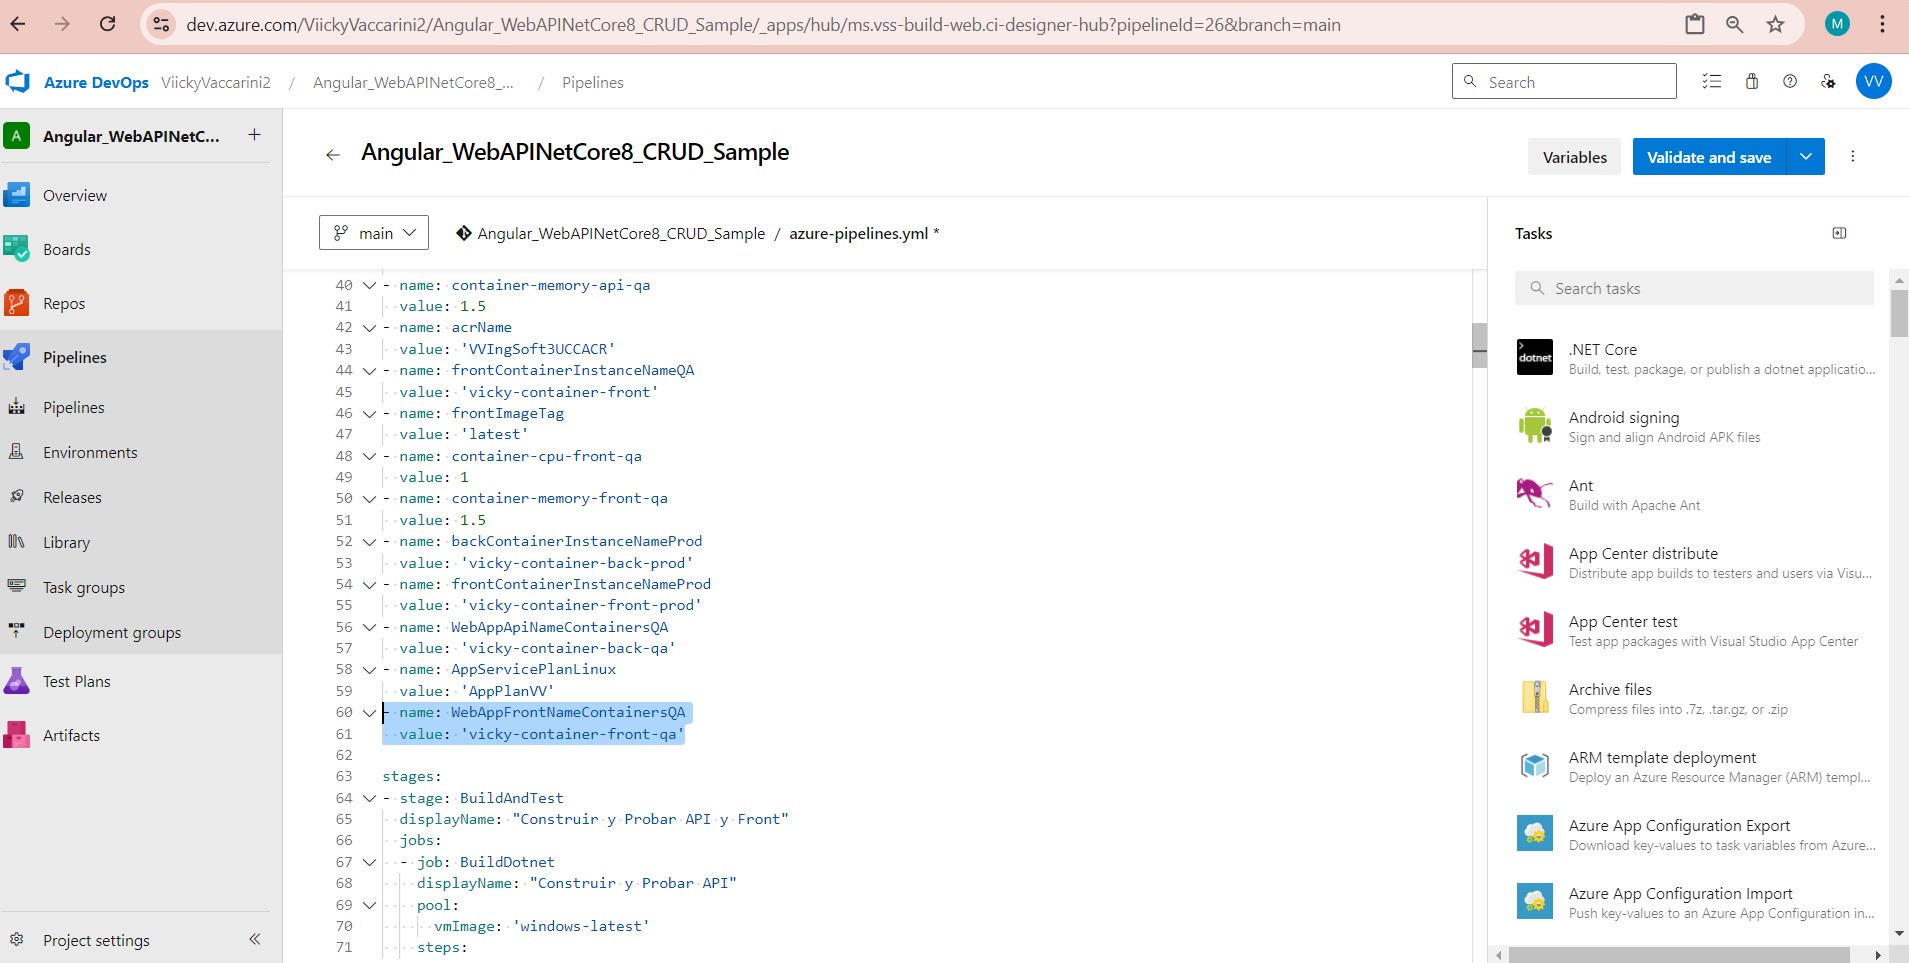 dev.azure.com/ViickyVaccarini2/Angular_WebAPINetCore8_CRUD_Sample/_apps/hub/ms.vss-build-web.ci-designer-hub?pipelineId=26&branch=main
M
Azure DevOps ViickyVaccarini2 / Angular_WebAPINetCore8_... / Pipelines
Search
VV
A Angular_WebAPINetC... +
Overview
Boards
Repos
Pipelines
Pipelines
Environments
Releases
Library
Task groups
Deployment groups
Test Plans
Artifacts
Project settings
Angular_WebAPINetCore8_CRUD_Sample
Variables
Validate and save
main
Angular_WebAPINetCore8_CRUD_Sample / azure-pipelines.yml *
40 - name: container-memory-api-qa
41 value: 1.5
42 - name: acrName
43 value: 'VVIngSoft3UCCACR'
44 - name: frontContainerInstanceNameQA
45 value: 'vicky-container-front'
46 - name: frontImageTag
47 value: 'latest'
48 - name: container-cpu-front-qa
49 value: 1
50 - name: container-memory-front-qa
51 value: 1.5
52 - name: backContainerInstanceNameProd
53 value: 'vicky-container-back-prod'
54 - name: frontContainerInstanceNameProd
55 value: 'vicky-container-front-prod'
56 - name: WebAppApiNameContainersQA
57 value: 'vicky-container-back-qa'
58 - name: AppServicePlanLinux
59 value: 'AppPlanVV'
60 - name: WebAppFrontNameContainersQA
61 value: 'vicky-container-front-qa'
62
63 stages:
64 - stage: BuildAndTest
65 displayName: "Construir y Probar API y Front"
66 jobs:
67 - job: BuildDotnet
68 displayName: "Construir y Probar API"
69 pool:
70 vmImage: 'windows-latest'
71 steps:
Tasks
Search tasks
dotnet
.NET Core
Build, test, package, or publish a dotnet applicatio...
Android signing
Sign and align Android APK files
Ant
Build with Apache Ant
App Center distribute
Distribute app builds to testers and users via Visu...
App Center test
Test app packages with Visual Studio App Center
Archive files
Compress files into .7z, .tar.gz, or .zip
ARM template deployment
Deploy an Azure Resource Manager (ARM) templ...
Azure App Configuration Export
Download key-values to task variables from Azure...
Azure App Configuration Import
Push key-values to an Azure App Configuration in...